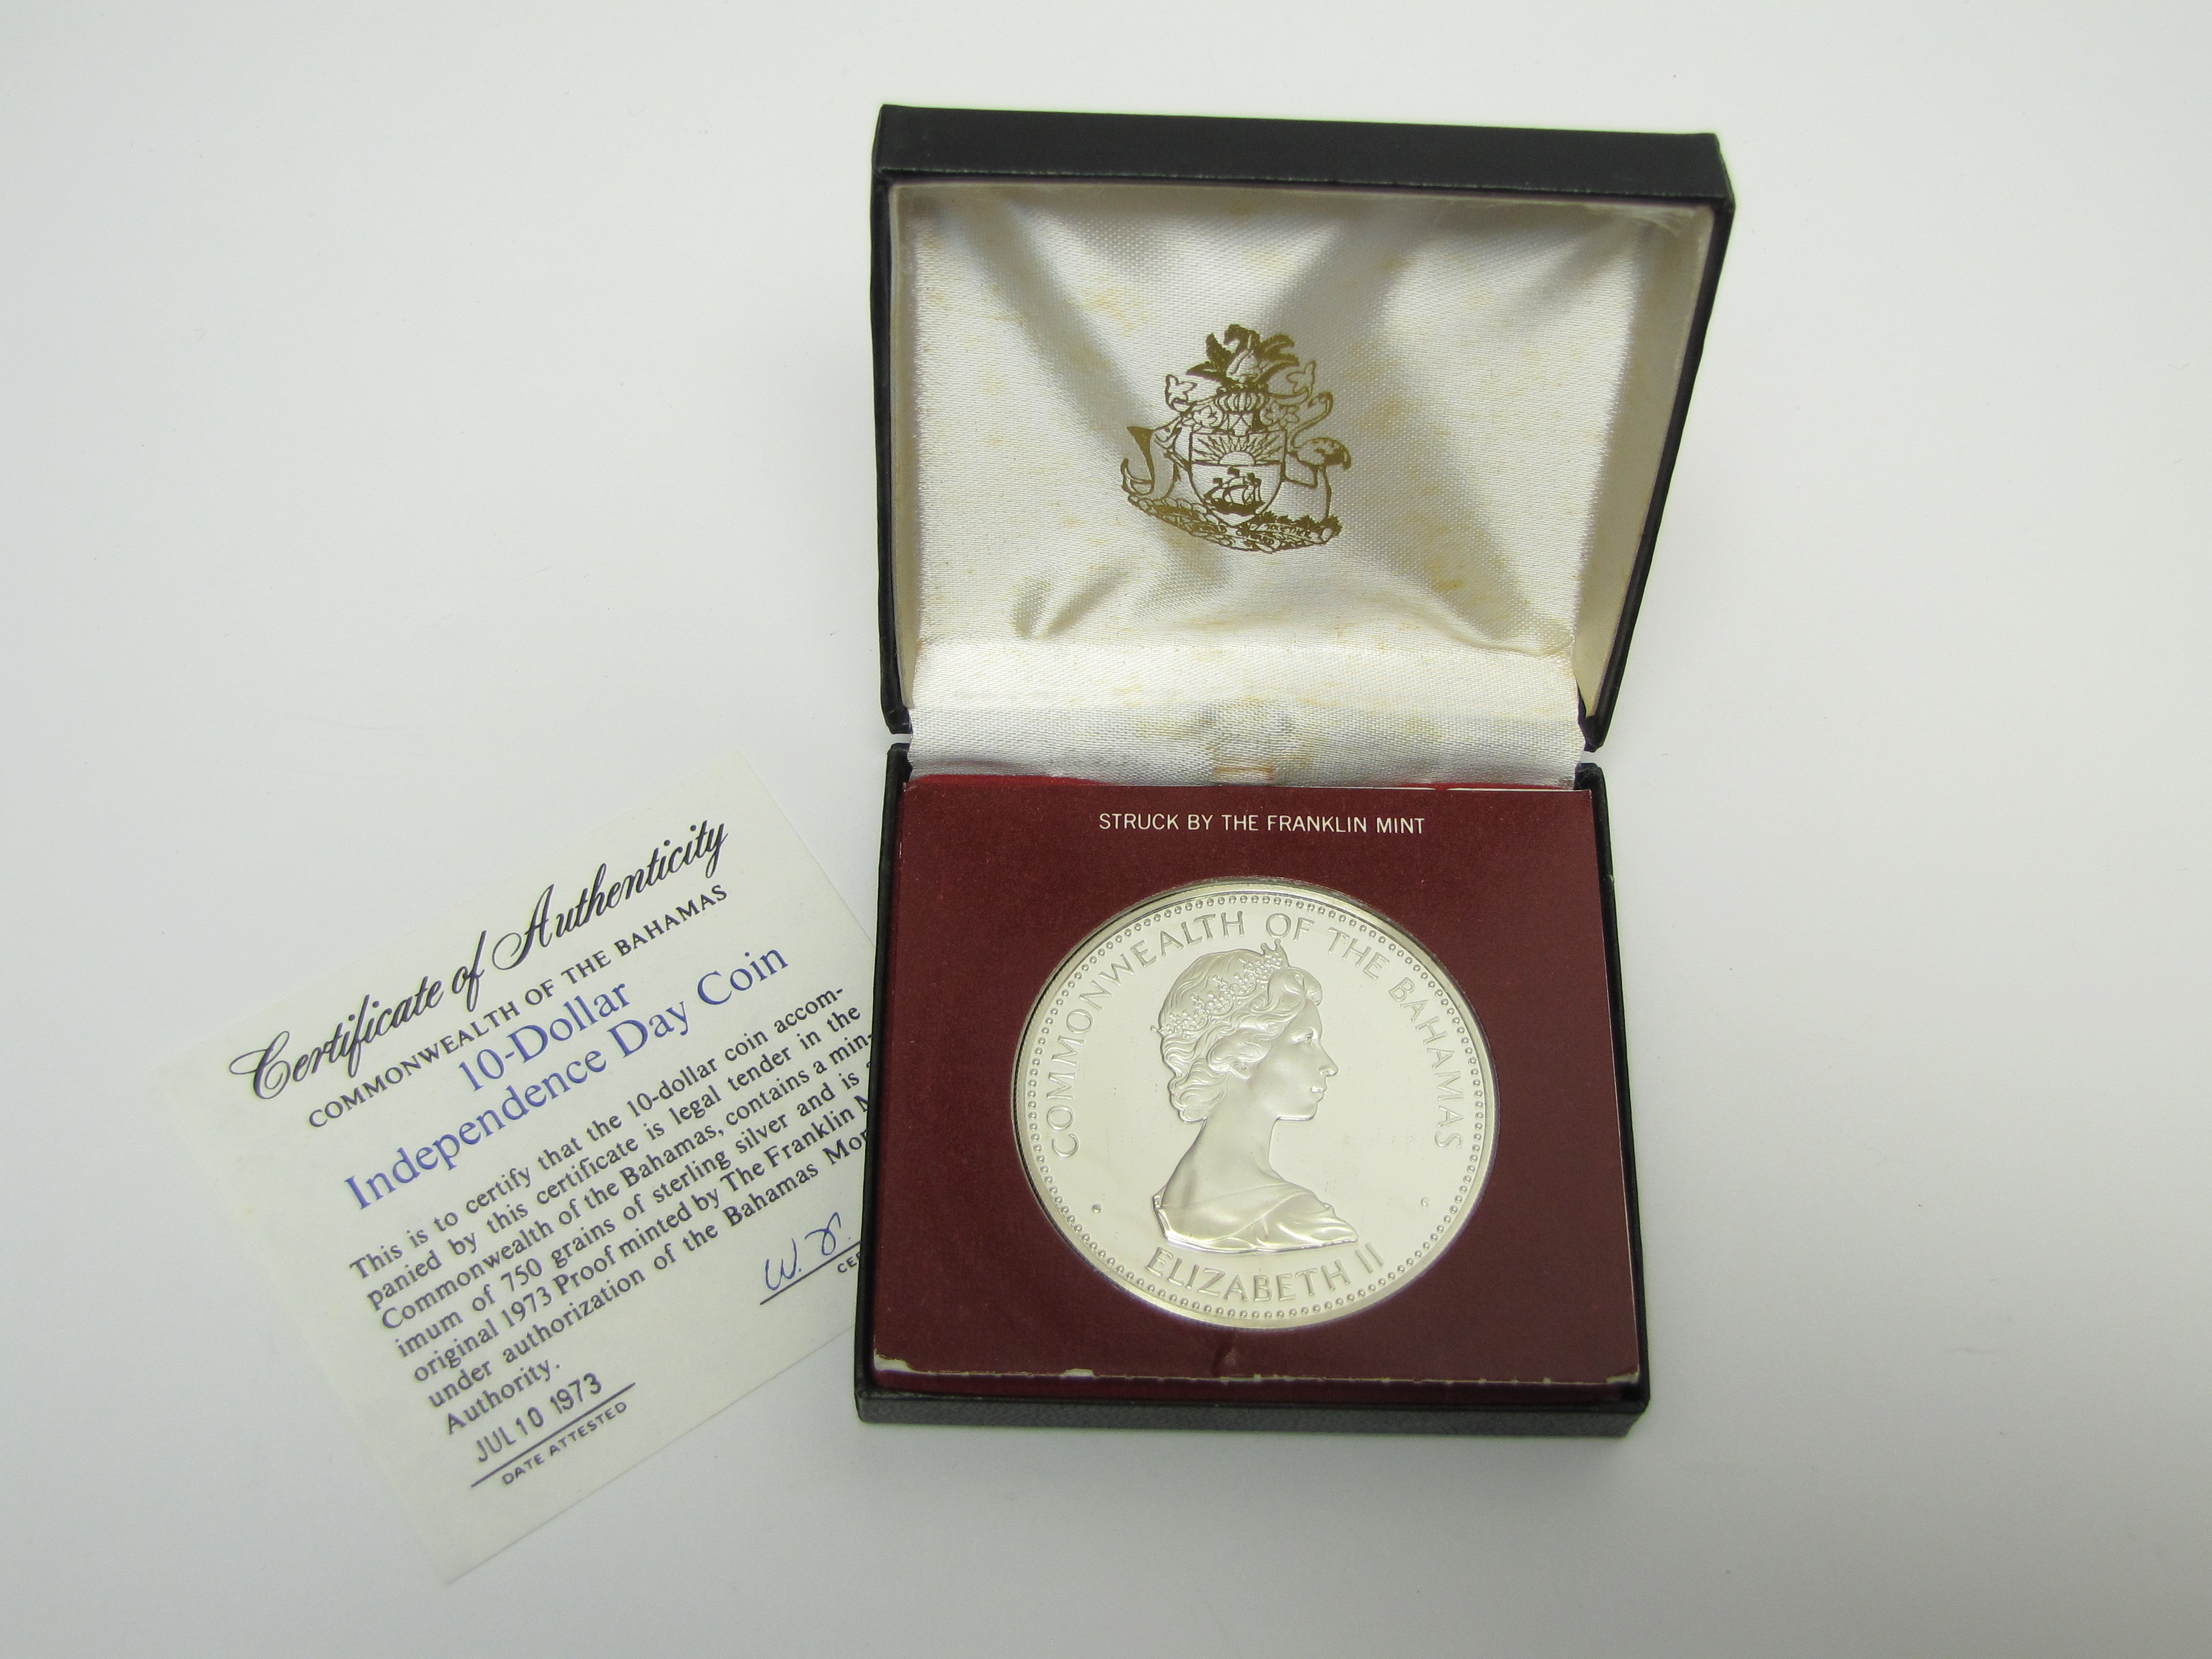 Certificate of Authenticity
COMMONWEALTH OF THE BAHAMAS
10-Dollar
Independence Day Coin
This is to certify that the 10-dollar coin accom-
panied by this certificate is legal tender in the
Commonwealth of the Bahamas, contains a min-
imum of 750 grains of sterling silver and is
original 1973 Proof minted by The Franklin
under authorization of the Bahamas
Authority.
JUL 10 1973
DATE ATTESTED
W.
STRUCK BY THE FRANKLIN MINT
COMMONWEALTH OF THE BAHAMAS
ELIZABETH II